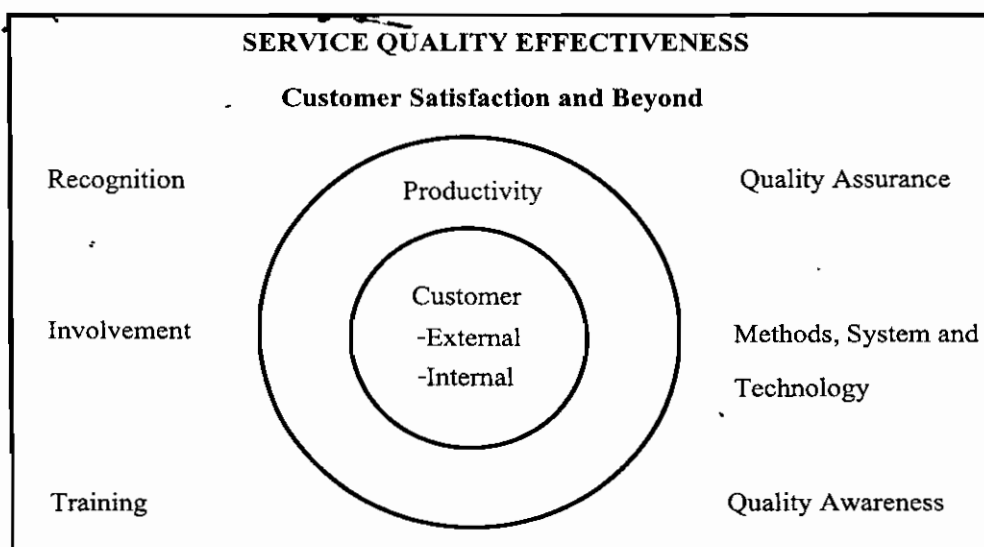 SERVICE QUALITY EFFECTIVENESS
Customer Satisfaction and Beyond
Recognition
Productivity
Quality Assurance
Customer
-External
-Internal
Involvement
Methods, System and
Technology
Training
Quality Awareness